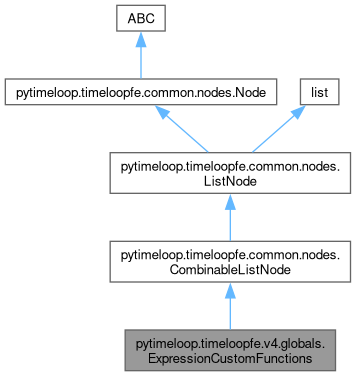 ABC
pytimeloop.timeloopfe.common.nodes.Node
list
pytimeloop.timeloopfe.common.nodes.
ListNode
pytimeloop.timeloopfe.common.nodes.
CombinableListNode
pytimeloop.timeloopfe.v4.globals.
ExpressionCustomFunctions